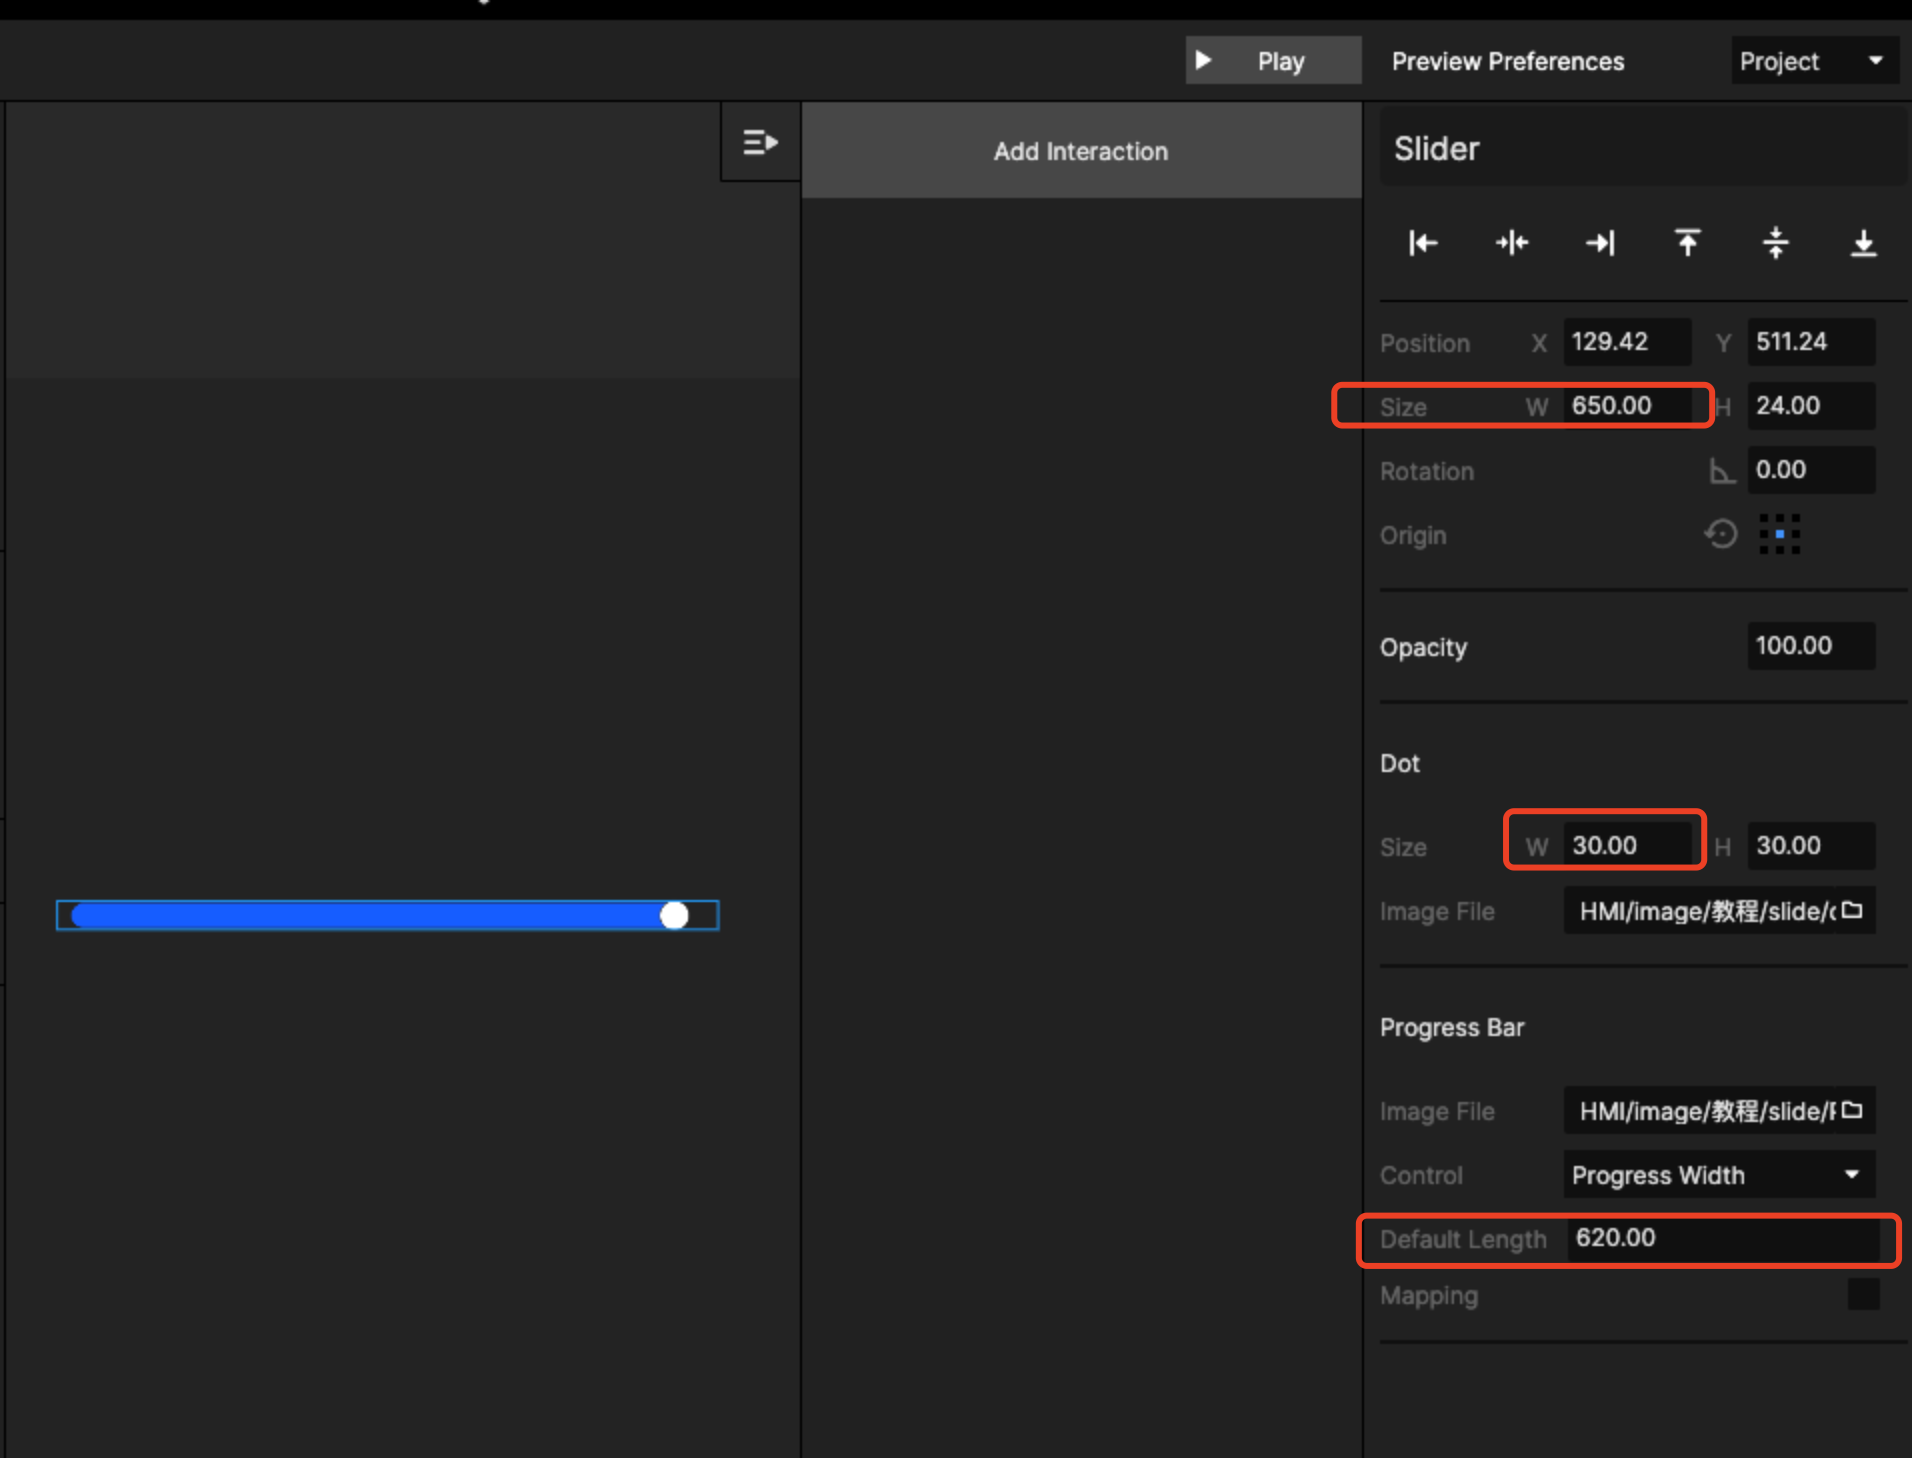 Play
Preview Preferences
Project
Add Interaction
Slider
Position X 129.42 Y 511.24
Size W 650.00 H 24.00
Rotation 0.00
Origin
Opacity 100.00
Dot
Size W 30.00 H 30.00
Image File HMI/image/教程/slide/
Progress Bar
Image File HMI/image/教程/slide/
Control Progress Width
Default Length 620.00
Mapping